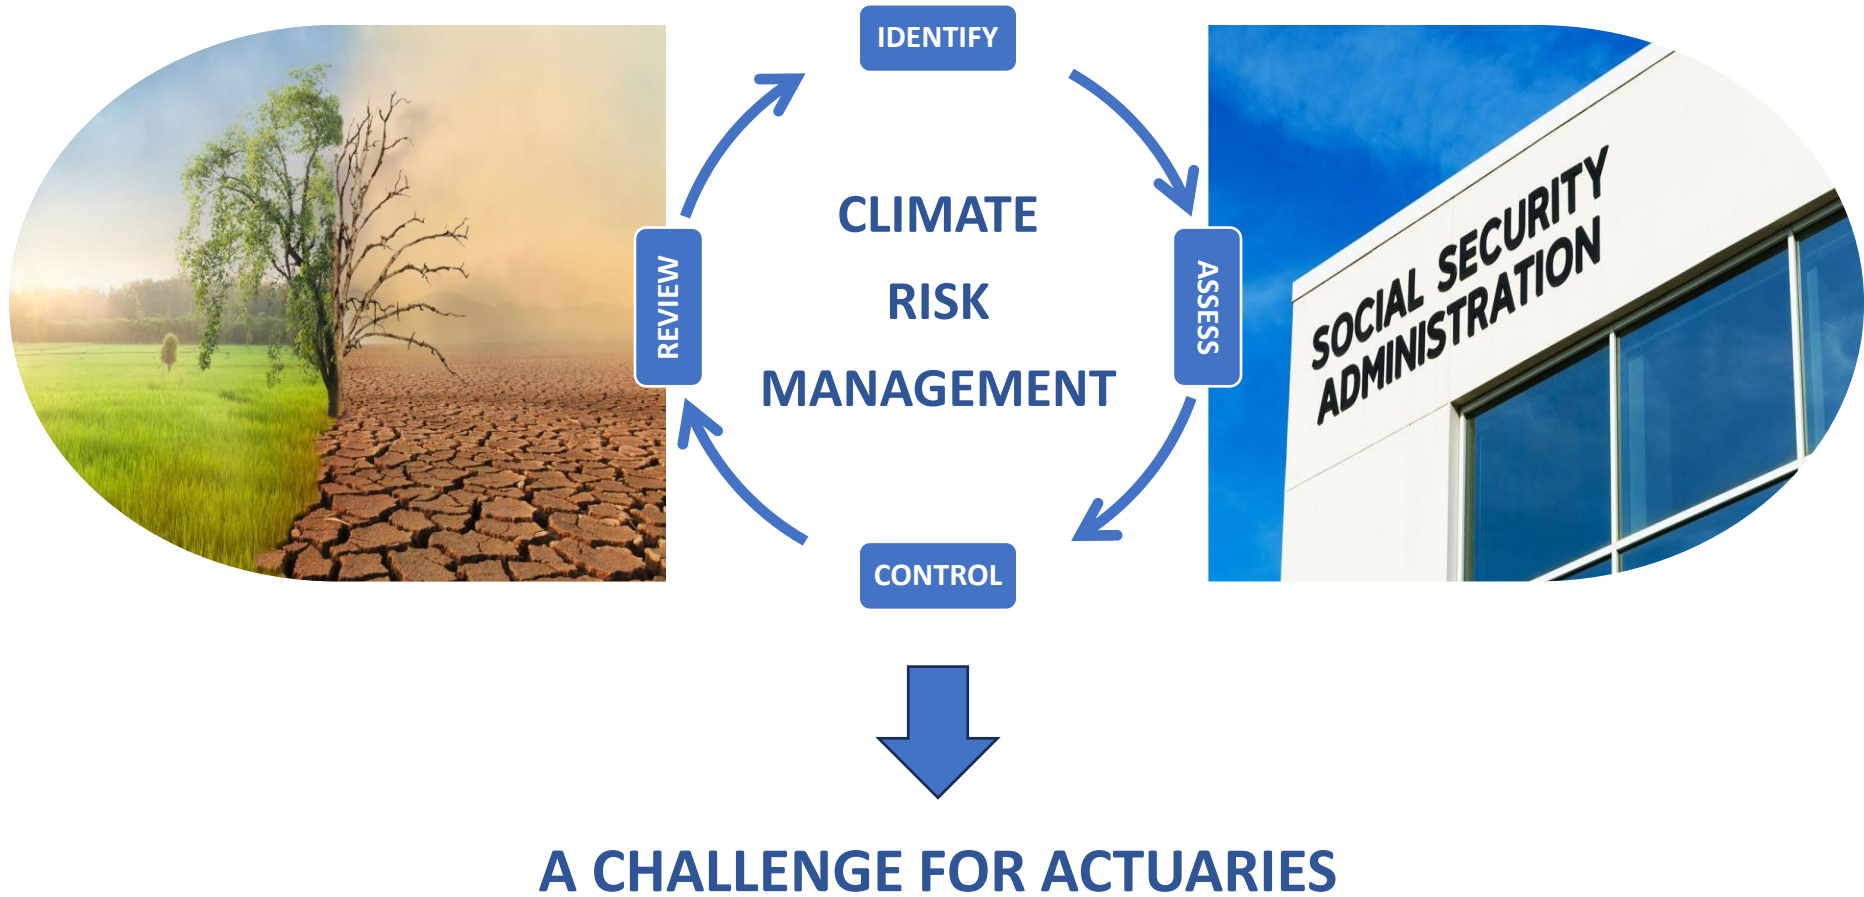 IDENTIFY
CLIMATE
RISK
MANAGEMENT
REVIEW
ASSESS
SOCIAL SECURITY
ADMINISTRATION
CONTROL
A CHALLENGE FOR ACTUARIES